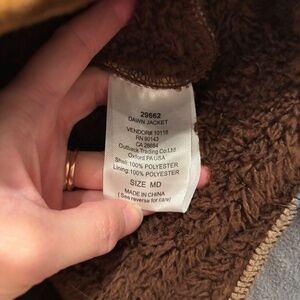 29662
DAWN JACKET
VENDOR# 10118
RN 90143
CA 28684
Outback Trading Co. Ltd
Oxford PA USA
Shell: 100% POLYESTER
Lining: 100% POLYESTER
SIZE MD
MADE IN CHINA
( See reverse for care)